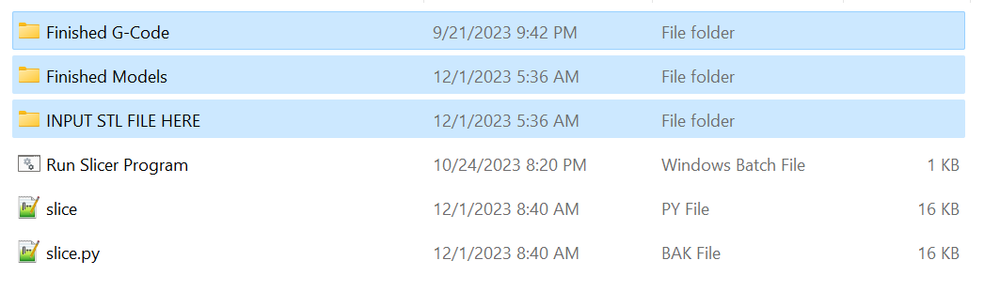 Finished G-Code 9/21/2023 9:42 PM File folder
Finished Models 12/1/2023 5:36 AM File folder
INPUT STL FILE HERE 12/1/2023 5:36 AM File folder
Run Slicer Program 10/24/2023 8:20 PM Windows Batch File 1 KB
slice 12/1/2023 8:40 AM PY File 16 KB
slice.py 12/1/2023 8:40 AM BAK File 16 KB